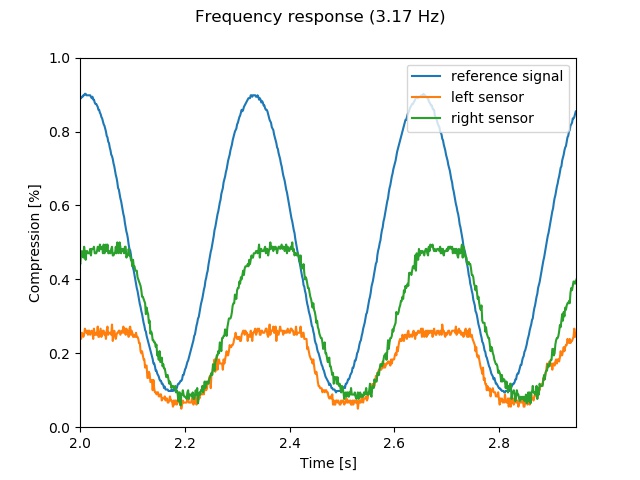 Frequency response (3.17 Hz)
1.0
0.8
0.6
0.4
0.2
0.0
Compression [%]
reference signal
left sensor
right sensor
2.0
2.2
2.4
2.6
2.8
Time [s]